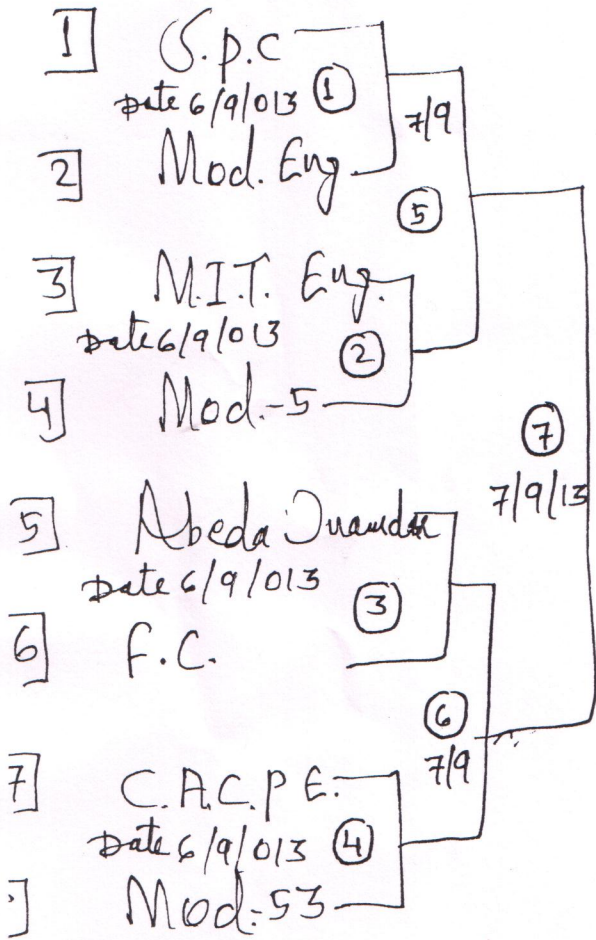 1 S.p.c
Date 6/9/013 1
7/9
2 Mod. Eng
5
3 M.I.T. Eng.
Date 6/9/013 2
4 Mod.-5
7
7/9/13
5 Abeda Inamdar
Date 6/9/013 3
6 F.C.
6
7/9
7 C.A.C.P E.
Date 6/9/013 4
Mod-53